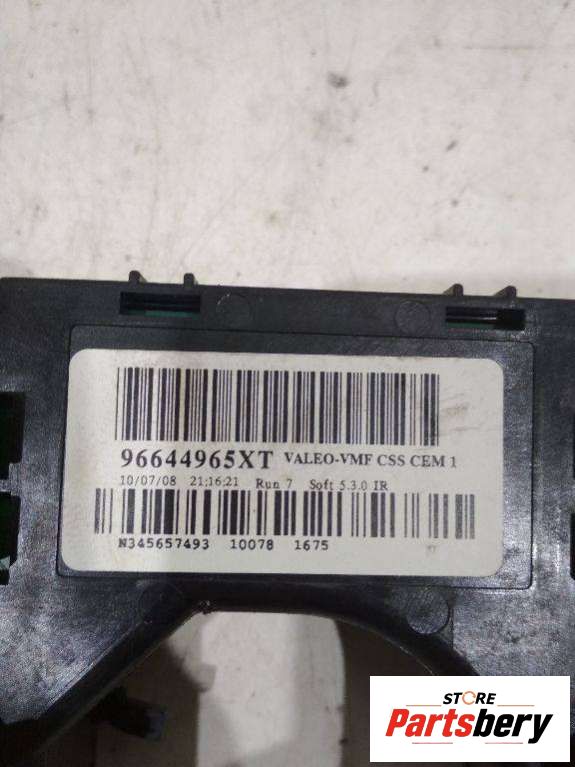 96644965XT VALEO-VMF CSS CEM 1
10/07/08 21;16;21 Run 7 Soft 5.3.0 IR
N345657493 10078 1675
STORE
Partsbery